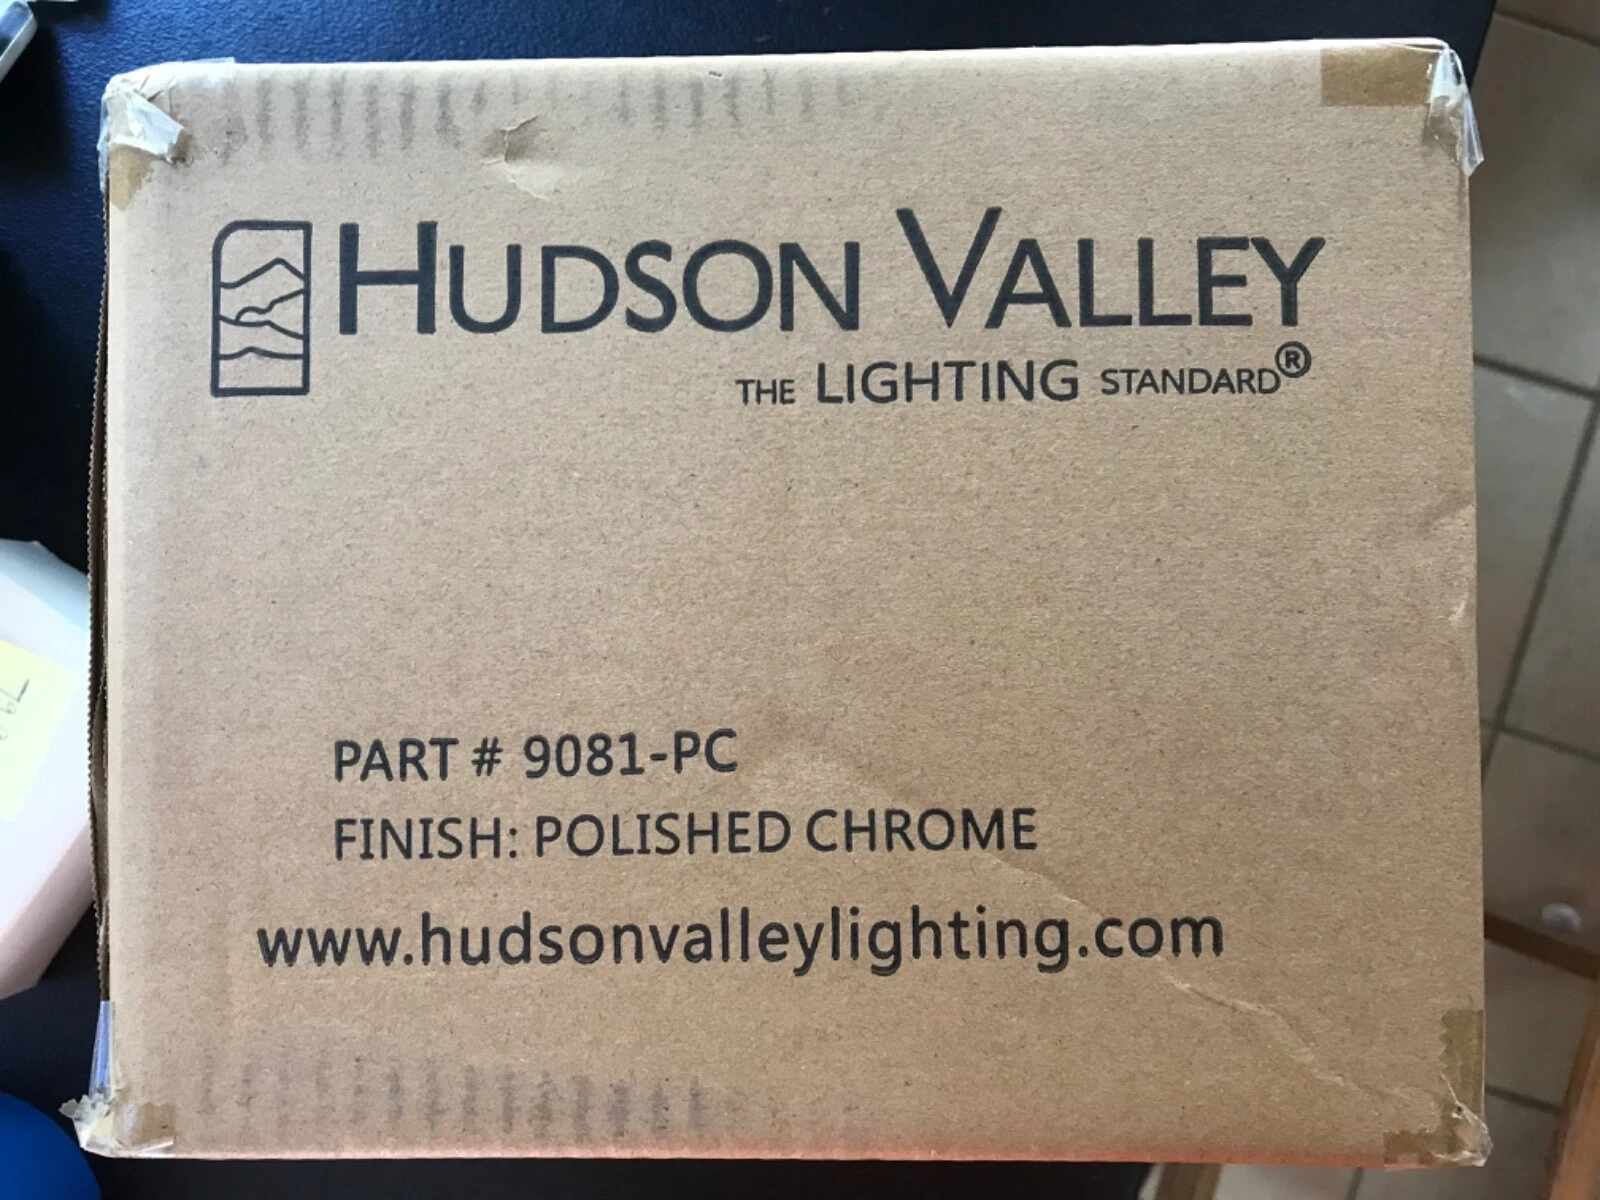 HUDSON VALLEY
THE LIGHTING STANDARD®
PART # 9081-PC
FINISH: POLISHED CHROME
www.hudsonvalleylighting.com